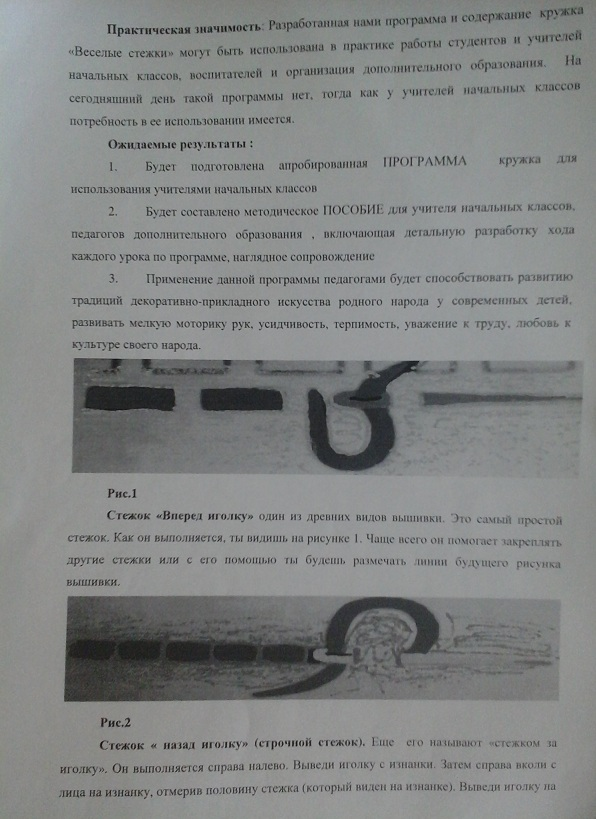 Практическая значимость: Разработанная нами программа и содержание кружка
«Веселые стежки» могут быть использована в практике работы студентов и учителей
начальных классов, воспитателей и организация дополнительного образования. На
сегодняшний день такой программы нет, тогда как у учителей начальных классов
потребность в ее использовании имеется.
Ожидаемые результаты :
1. Будет подготовлена апробированная ПРОГРАММА кружка для
использования учителями начальных классов
2. Будет составлено методическое ПОСОБИЕ для учителя начальных классов,
педагогов дополнительного образования , включающая детальную разработку хода
каждого урока по программе, наглядное сопровождение
3. Применение данной программы педагогами будет способствовать развитию
традиций декоративно-прикладного искусства родного народа у современных детей,
развивать мелкую моторику рук, усидчивость, терпимость, уважение к труду, любовь к
культуре своего народа.
Рис.1
Стежок «Вперед иголку» один из древних видов вышивки. Это самый простой
стежок. Как он выполняется, ты видишь на рисунке 1. Чаще всего он помогает закреплять
другие стежки или с его помощью ты будешь размечать линии будущего рисунка
вышивки.
Рис.2
Стежок « назад иголку» (строчной стежок). Еще его называют «стежком за
иголку». Он выполняется справа налево. Выведи иголку с изнанки. Затем справа вколи с
лица на изнанку, отмерив половину стежка (который виден на изнанке). Выведи иголку на